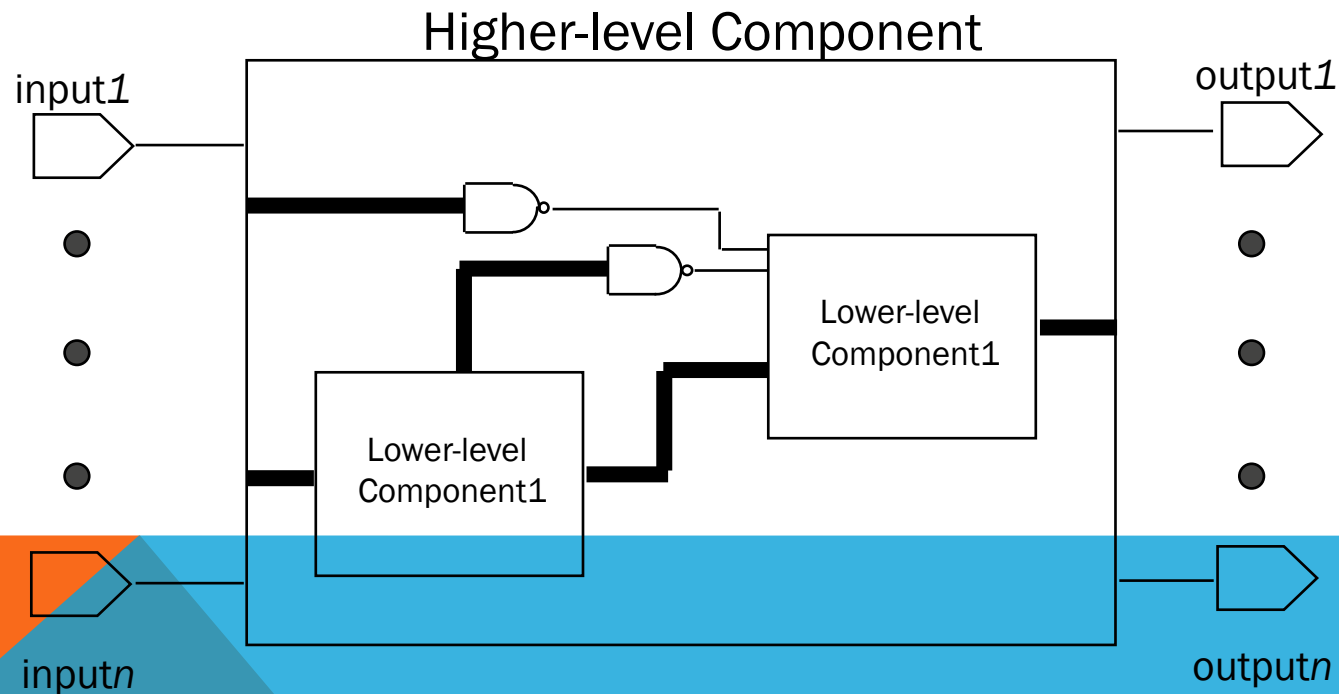 Higher-level Component
input1
output1
Lower-level
Component1
Lower-level
Component1
inputn
outputn